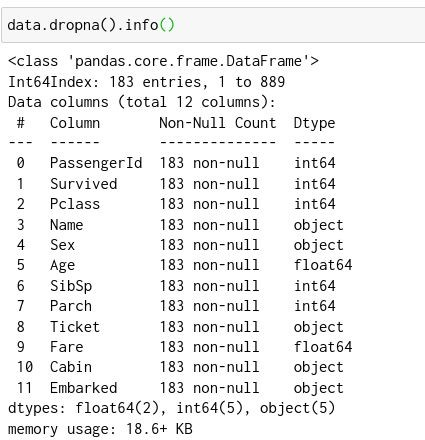 data.dropna().info()
<class 'pandas.core.frame.DataFrame'>
Int64Index: 183 entries, 1 to 889
Data columns (total 12 columns):
 #   Column       Non-Null Count  Dtype
---  ------       --------------  -----
 0   PassengerId  183 non-null    int64
 1   Survived     183 non-null    int64
 2   Pclass       183 non-null    int64
 3   Name         183 non-null    object
 4   Sex          183 non-null    object
 5   Age          183 non-null    float64
 6   SibSp        183 non-null    int64
 7   Parch        183 non-null    int64
 8   Ticket       183 non-null    object
 9   Fare         183 non-null    float64
 10  Cabin        183 non-null    object
 11  Embarked     183 non-null    object
dtypes: float64(2), int64(5), object(5)
memory usage: 18.6+ KB